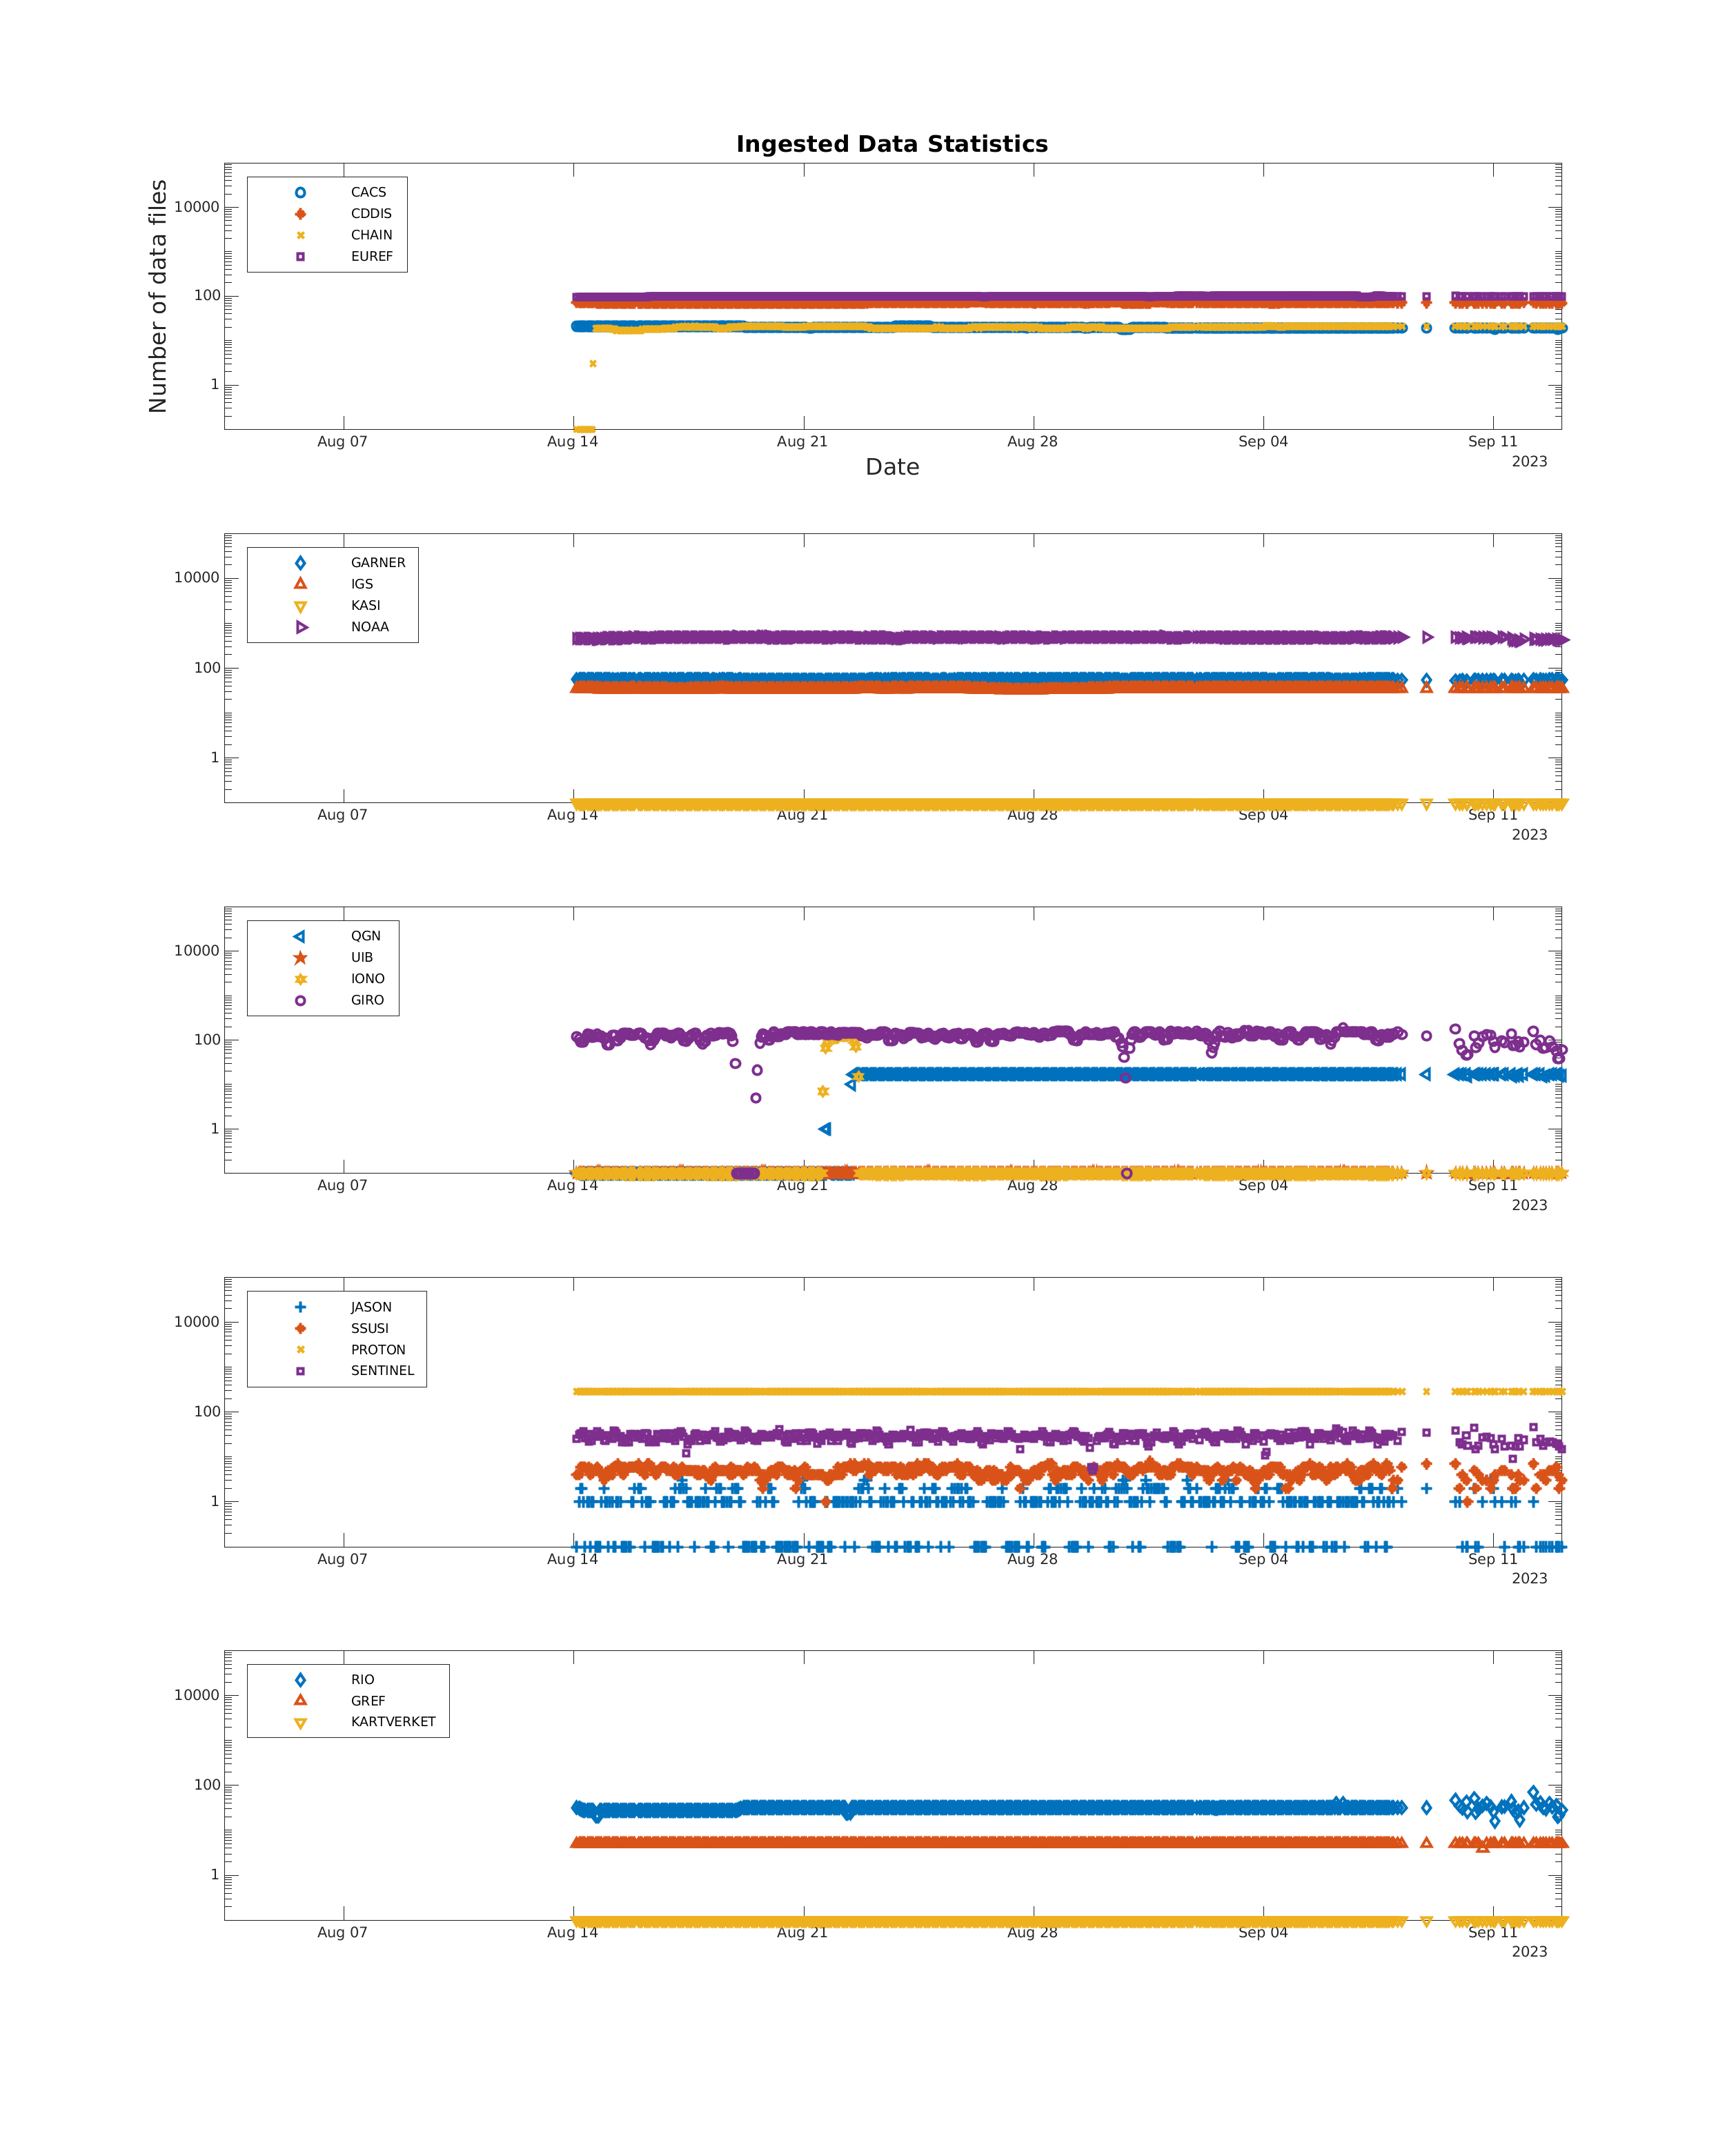 Ingested Data Statistics
Number of data files
10000
100
1
CACS
CDDIS
CHAIN
EUREF
Aug 07 Aug 14 Aug 21 Aug 28 Sep 04 Sep 11
2023
Date
10000
100
1
GARNER
IGS
KASI
NOAA
Aug 07 Aug 14 Aug 21 Aug 28 Sep 04 Sep 11
2023
10000
100
1
QGN
UIB
IONO
GIRO
Aug 07 Aug 14 Aug 21 Aug 28 Sep 04 Sep 11
2023
10000
100
1
JASON
SSUSI
PROTON
SENTINEL
Aug 07 Aug 14 Aug 21 Aug 28 Sep 04 Sep 11
2023
10000
100
1
RIO
GREF
KARTVERKET
Aug 07 Aug 14 Aug 21 Aug 28 Sep 04 Sep 11
2023